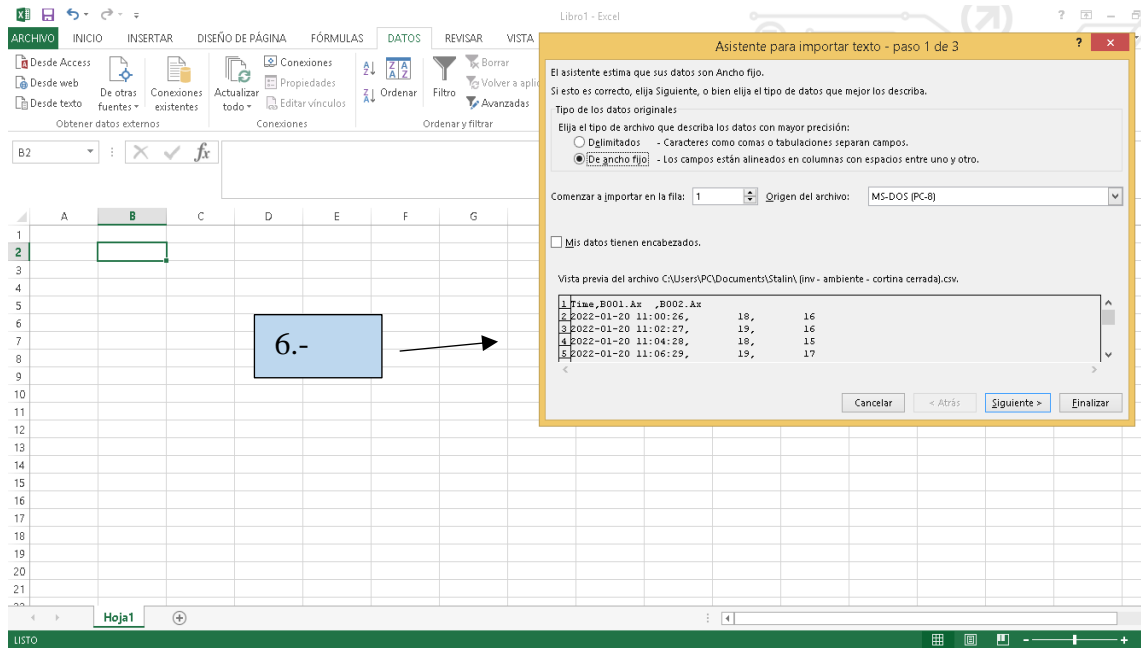 Libro1 - Excel
ARCHIVO INICIO INSERTAR DISEÑO DE PÁGINA FÓRMULAS DATOS REVISAR VISTA
Desde Access
Desde web
Desde texto
De otras fuentes
Conexiones existentes
Obtener datos externos
Actualizar todo
Conexiones
Propiedades
Editar vínculos
Conexiones
Ordenar
Filtro
Borrar
Volver a aplic
Avanzadas
Ordenar y filtrar
B2
fx
A B C D E F G
1
2
3
4
5
6
7
8
9
10
11
12
13
14
15
16
17
18
19
20
21
22
6.-
Asistente para importar texto - paso 1 de 3
El asistente estima que sus datos son Ancho fijo.
Si esto es correcto, elija Siguiente, o bien elija el tipo de datos que mejor los describa.
Tipo de los datos originales
Elija el tipo de archivo que describa los datos con mayor precisión:
Delimitados - Caracteres como comas o tabulaciones separan campos.
De ancho fijo - Los campos están alineados en columnas con espacios entre uno y otro.
Comenzar a importar en la fila: 1 Origen del archivo: MS-DOS (PC-8)
Mis datos tienen encabezados.
Vista previa del archivo C:\Users\PC\Documents\Stalin\ (inv - ambiente - cortina cerrada).csv.
1 Time,B001.Ax ,B002.Ax
2 2022-01-20 11:00:26, 18, 16
3 2022-01-20 11:02:27, 19, 16
4 2022-01-20 11:04:28, 18, 15
5 2022-01-20 11:06:29, 19, 17
Cancelar < Atrás Siguiente > Finalizar
Hoja1
LISTO